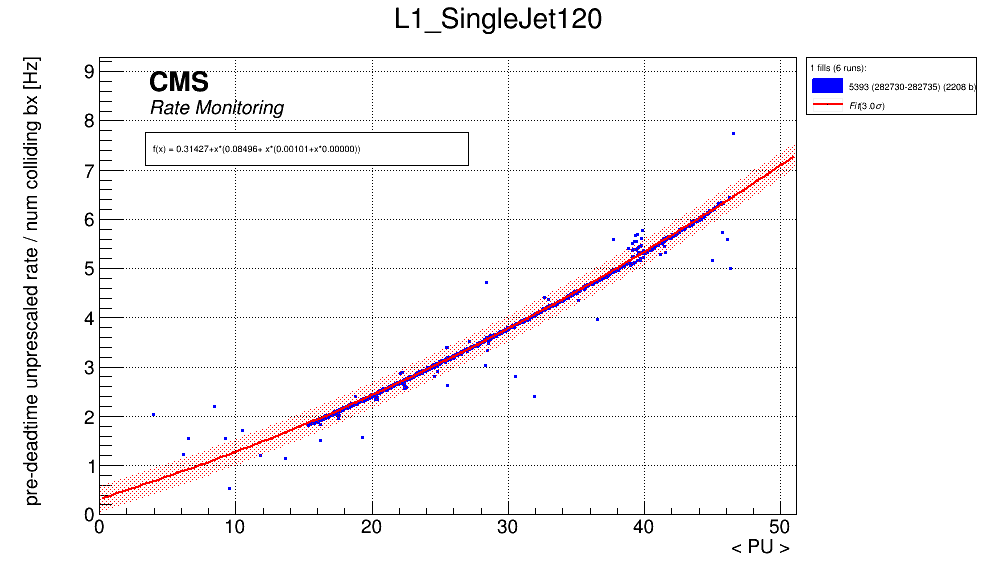 L1_SingleJet120
pre-deadtime unprescaled rate / num colliding bx [Hz]
9
8
7
6
5
4
3
2
1
0
CMS
Rate Monitoring
f(x) = 0.31427+x*(0.08496+ x*(0.00101+x*0.00000))
0 10 20 30 40 50
< PU >
1 fills (6 runs):
5393 (282730-282735) (2208 b)
Fit(3.0σ)